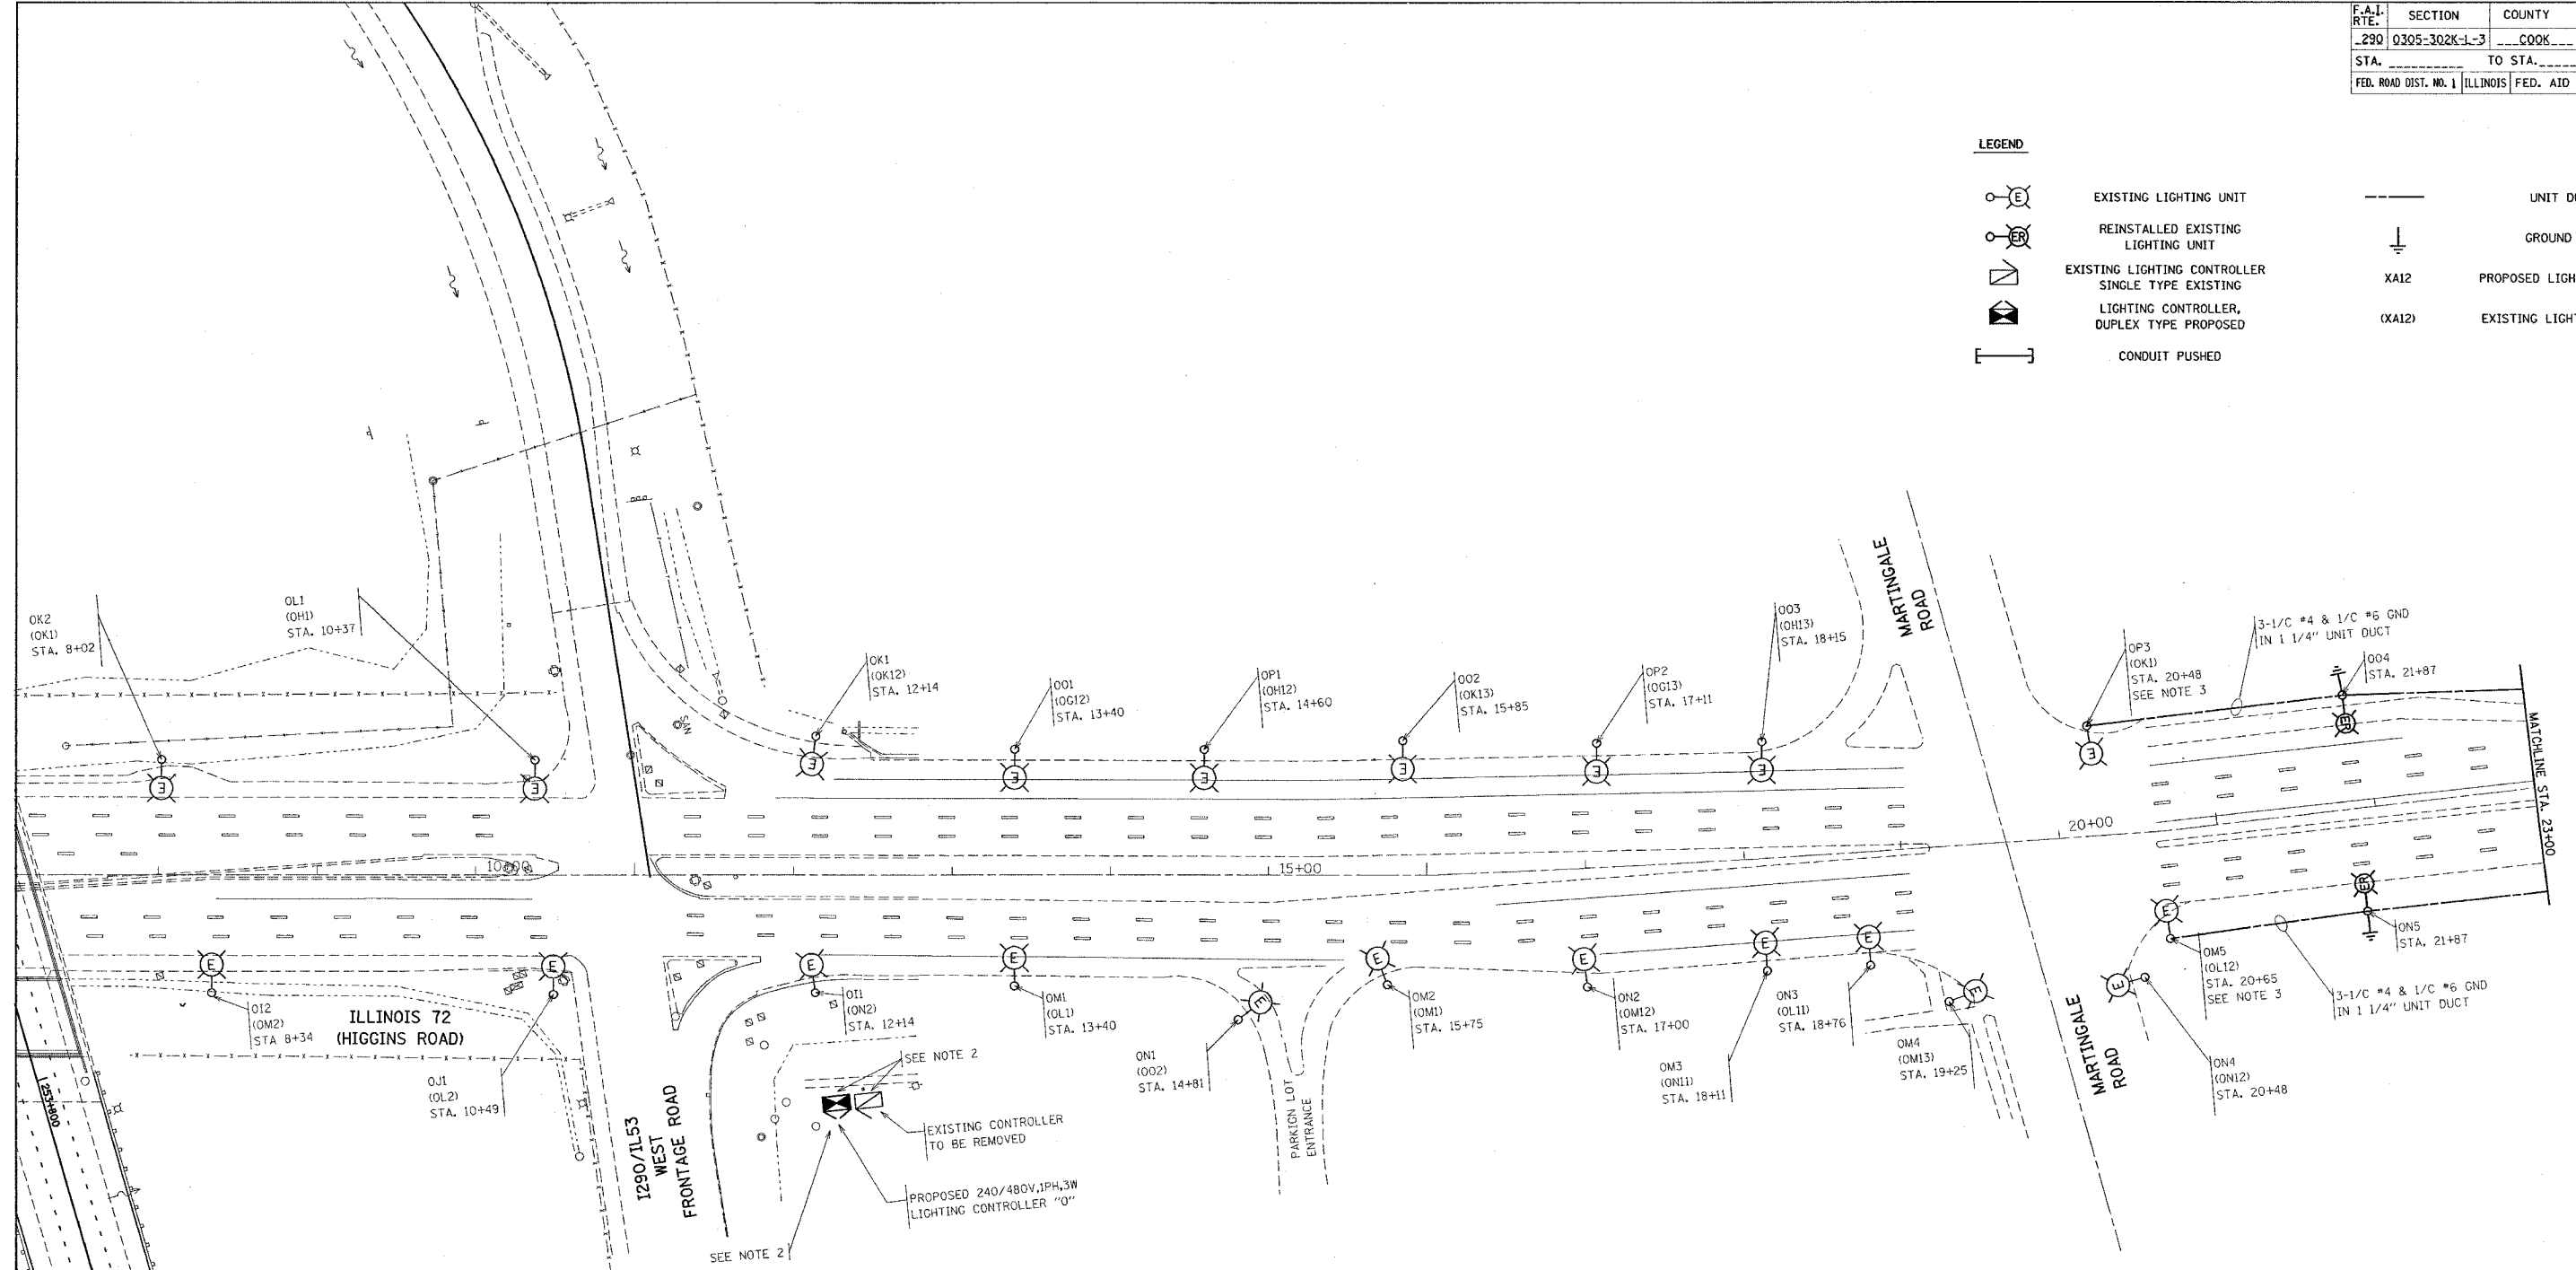 F.A.I. RTE. SECTION COUNTY
290 0305-302K-L-3 COOK
STA. TO STA.
FED. ROAD DIST. NO. 1 ILLINOIS FED. AID
LEGEND
E EXISTING LIGHTING UNIT
UNIT
ER REINSTALLED EXISTING
LIGHTING UNIT
GROUND
EXISTING LIGHTING CONTROLLER
SINGLE TYPE EXISTING
XA12 PROPOSED
LIGHTING CONTROLLER,
DUPLEX TYPE PROPOSED
(XA12) EXISTING
CONDUIT PUSHED
OK2
(OK1)
STA. 8+02
OL1
(OH1)
STA. 10+37
OK1
(OK12)
STA. 12+14
OO1
(OG12)
STA. 13+40
OP1
(OH12)
STA. 14+60
OO2
(OK13)
STA. 15+85
OP2
(OG13)
STA. 17+11
OO3
(OH13)
STA. 18+15
MARTINGALE
ROAD
OP3
(OK1)
STA. 20+48
SEE NOTE 3
3-1/C #4 & 1/C #6 GND
IN 1 1/4" UNIT DUCT
OO4
STA. 21+87
MATCHLINE STA. 23+00
SAN
E E E E E E E E E ER
10+00
15+00
20+00
E E E E E E E E E E E E E ER
OI2
(OM2)
STA 8+34
ILLINOIS 72
(HIGGINS ROAD)
OJ1
(OL2)
STA. 10+49
OI1
(ON2)
STA. 12+14
OM1
(OL1)
STA. 13+40
ON1
(OO2)
STA. 14+81
OM2
(OM1)
STA. 15+75
ON2
(OM12)
STA. 17+00
OM3
(ON11)
STA. 18+11
ON3
(OL11)
STA. 18+76
OM4
(OM13)
STA. 19+25
OM5
(OL12)
STA. 20+65
SEE NOTE 3
ON5
STA. 21+87
3-1/C #4 & 1/C #6 GND
IN 1 1/4" UNIT DUCT
ON4
(ON12)
STA. 20+48
MARTINGALE
ROAD
PARKIGN LOT
ENTRANCE
SEE NOTE 2
EXISTING CONTROLLER
TO BE REMOVED
PROPOSED 240/480V,1PH,3W
LIGHTING CONTROLLER "O"
SEE NOTE 2
I290/IL53
WEST
FRONTAGE ROAD
1253+800